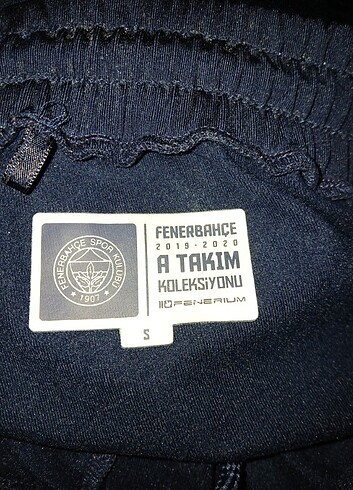 FENERBAHÇE SPOR KULÜBÜ
★ 1907 ★
FENERBAHÇE
2019-2020
A TAKIM
KOLEKSİYONU
FENERIUM
S